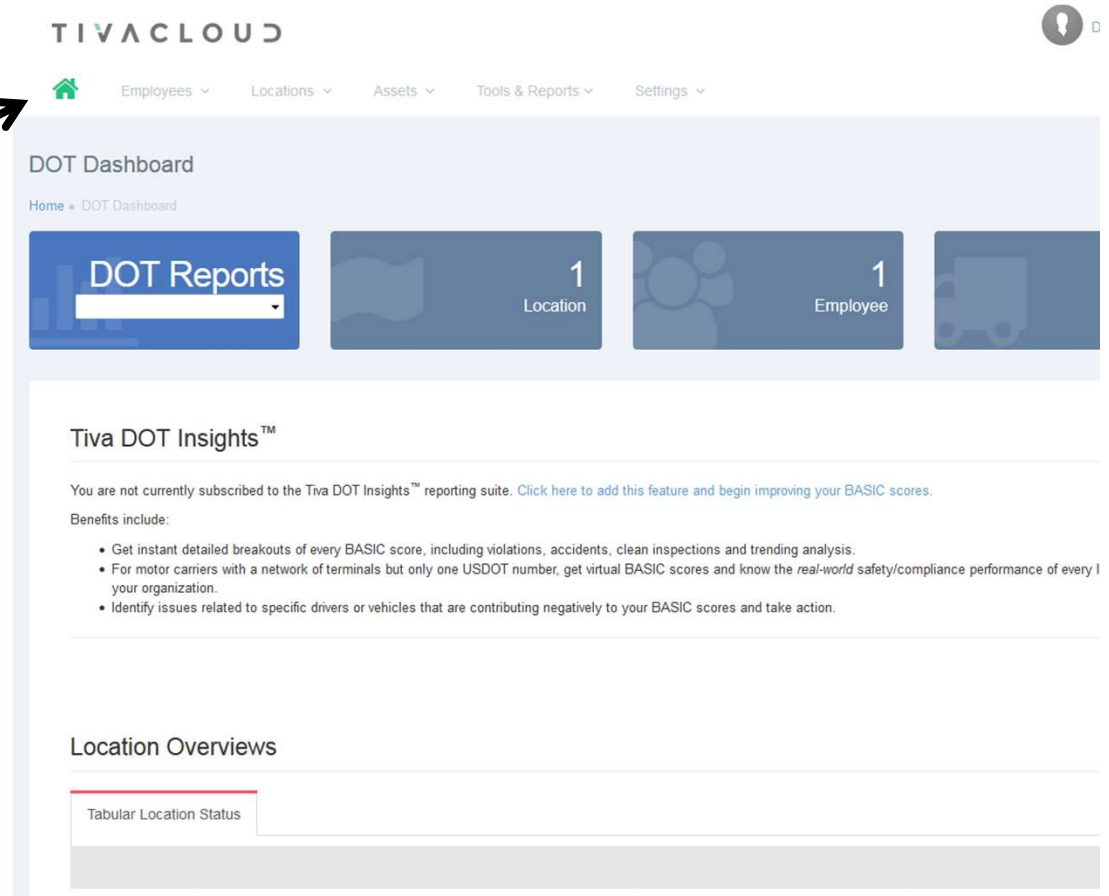 TIVACLOUD
Employees Locations Assets Tools & Reports Settings
DOT Dashboard
Home • DOT Dashboard
DOT Reports
1
Location
1
Employee
Tiva DOT Insights™
You are not currently subscribed to the Tiva DOT Insights™ reporting suite. Click here to add this feature and begin improving your BASIC scores.
Benefits include:
• Get instant detailed breakouts of every BASIC score, including violations, accidents, clean inspections and trending analysis.
• For motor carriers with a network of terminals but only one USDOT number, get virtual BASIC scores and know the real-world safety/compliance performance of every
your organization.
• Identify issues related to specific drivers or vehicles that are contributing negatively to your BASIC scores and take action.
Location Overviews
Tabular Location Status